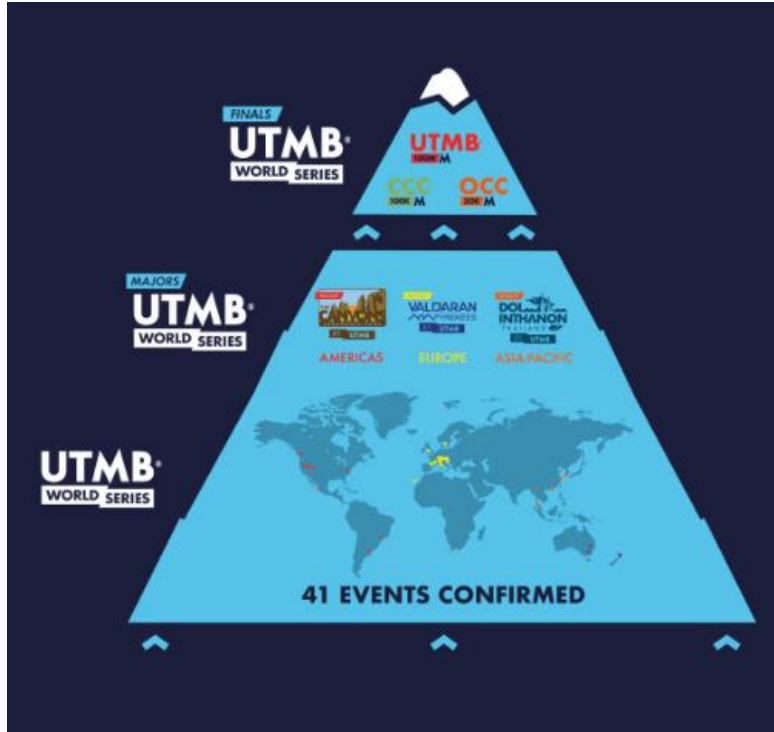 FINALS
UTMB®
WORLD SERIES
UTMB
100M M
CCC
100K M
OCC
50K M
MAJORS
UTMB®
WORLD SERIES
CANYONS
BY UTMB
AMERICAS
VALDARAN
PYRENEES
BY UTMB
EUROPE
DOI
INTHANON
THAILAND
BY UTMB
ASIA PACIFIC
UTMB®
WORLD SERIES
41 EVENTS CONFIRMED